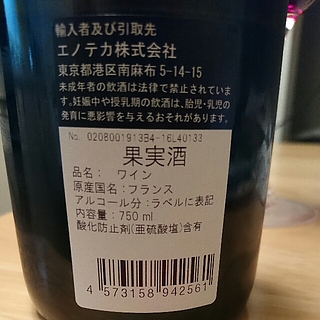 輸入者及び引取先
エノテカ株式会社
東京都港区南麻布 5-14-15
未成年者の飲酒は法律で禁止されています。
妊娠中や授乳期の飲酒は、胎児・乳児の
発育に悪影響を与えるおそれがあります。
No. 0208001913B4-16L40133
果実酒
品名： ワイン
原産国名：フランス
アルコール分：ラベルに表記
内容量：750 ml
酸化防止剤(亜硫酸塩)含有
4 573158 942561